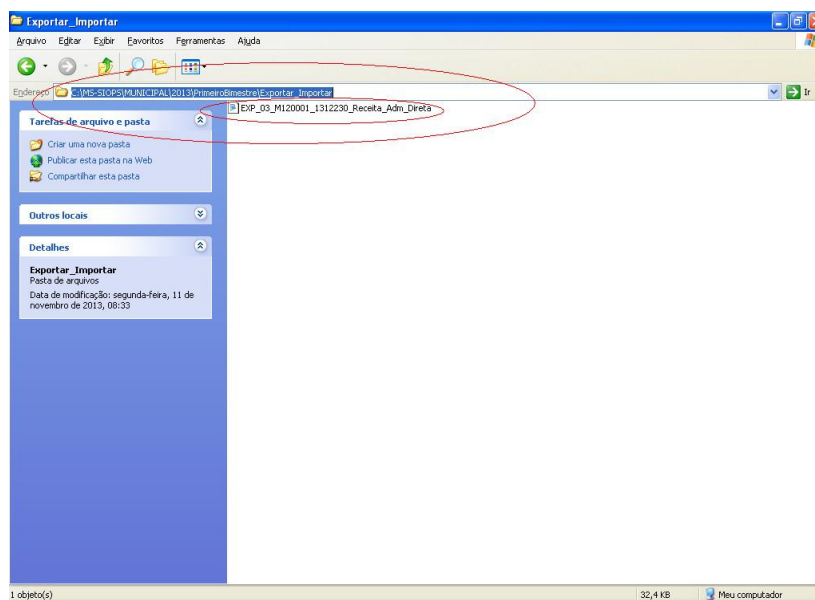 Exportar_Importar
Arquivo Editar Exibir Favoritos Ferramentas Ajuda
Endereço C:\MS-SIOPS\MUNICIPAL\2013\PrimeiroBimestre\Exportar_Importar Ir
EXP_03_M120001_1312230_Receita_Adm_Direta
Tarefas de arquivo e pasta
Criar uma nova pasta
Publicar esta pasta na Web
Compartilhar esta pasta
Outros locais
Detalhes
Exportar_Importar
Pasta de arquivos
Data de modificação: segunda-feira, 11 de
novembro de 2013, 08:33
1 objeto(s) 32,4 KB Meu computador